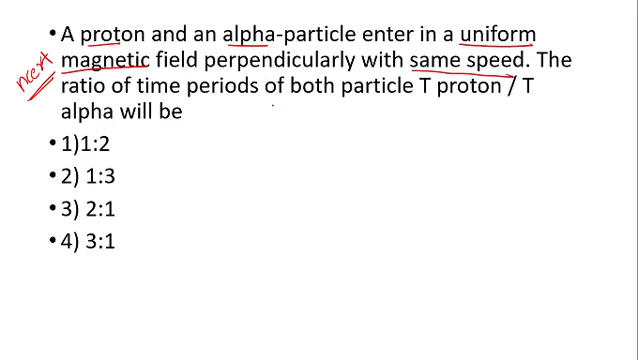 • A proton and an alpha-particle enter in a uniform
ncert
magnetic field perpendicularly with same speed. The
ratio of time periods of both particle T proton / T
alpha will be
• 1)1:2
• 2) 1:3
• 3) 2:1
• 4) 3:1